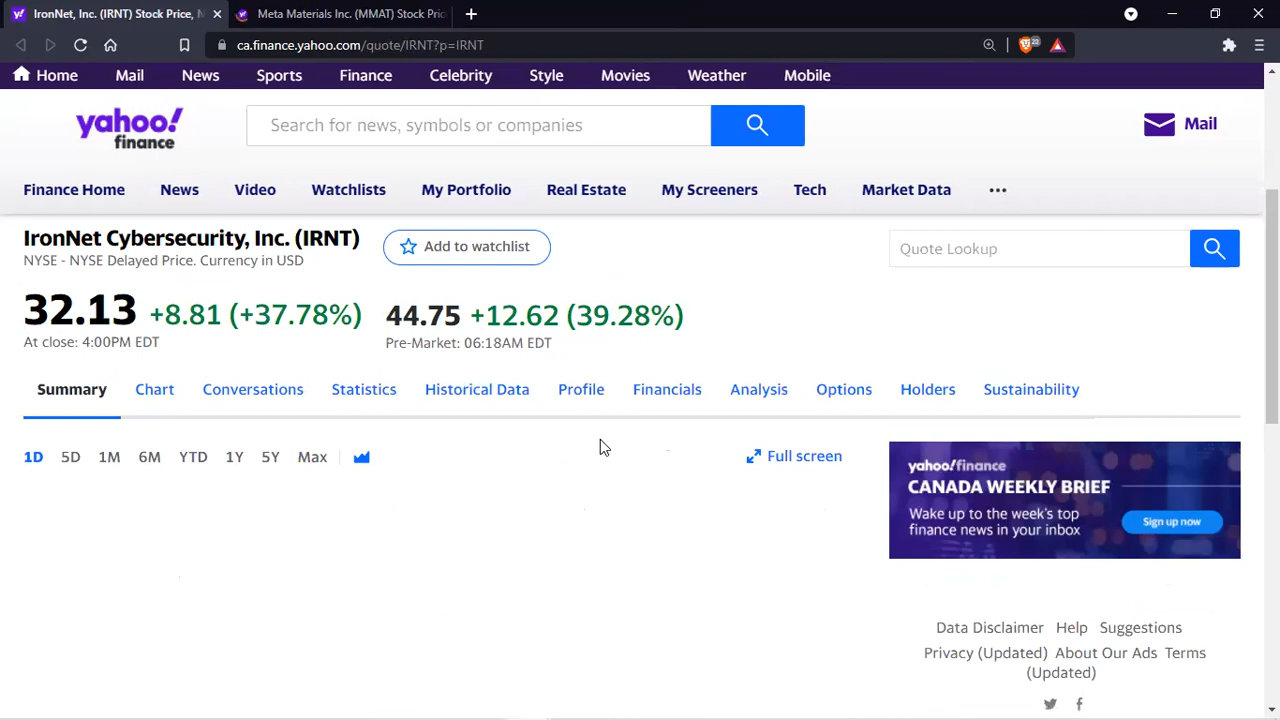 IronNet, Inc. (IRNT) Stock Price, N
Meta Materials Inc. (MMAT) Stock Pric
ca.finance.yahoo.com/quote/IRNT?p=IRNT
23
Home Mail News Sports Finance Celebrity Style Movies Weather Mobile
yahoo!
finance
Search for news, symbols or companies
Mail
Finance Home News Video Watchlists My Portfolio Real Estate My Screeners Tech Market Data ...
IronNet Cybersecurity, Inc. (IRNT)
Add to watchlist
Quote Lookup
NYSE - NYSE Delayed Price. Currency in USD
32.13 +8.81 (+37.78%) 44.75 +12.62 (39.28%)
At close: 4:00PM EDT Pre-Market: 06:18AM EDT
Summary Chart Conversations Statistics Historical Data Profile Financials Analysis Options Holders Sustainability
1D 5D 1M 6M YTD 1Y 5Y Max Full screen
yahoo!finance
CANADA WEEKLY BRIEF
Wake up to the week's top
finance news in your inbox
Sign up now
Data Disclaimer Help Suggestions
Privacy (Updated) About Our Ads Terms
(Updated)